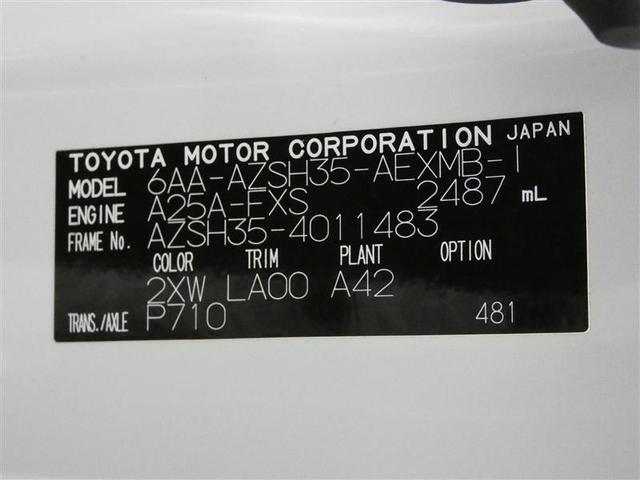 TOYOTA MOTOR CORPORATION JAPAN
MODEL 6AA-AZSH35-AEXMB-I
ENGINE A25A-FXS 2487 mL
FRAME No. AZSH35-4011483
COLOR TRIM PLANT OPTION
2XW LA00 A42
TRANS./AXLE P710 481